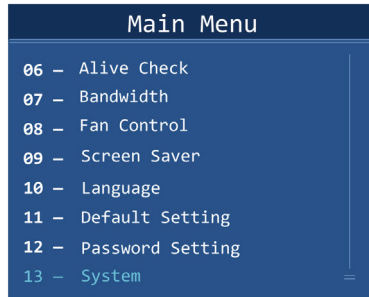 Main Menu
06 — Alive Check
07 — Bandwidth
08 — Fan Control
09 — Screen Saver
10 — Language
11 — Default Setting
12 — Password Setting
13 — System